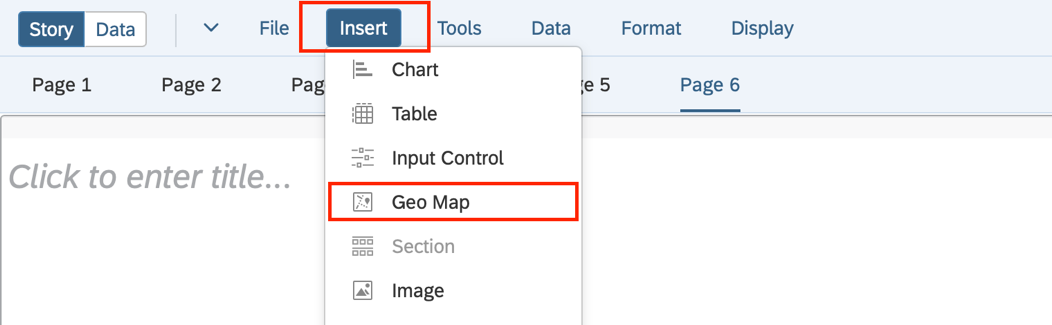 Story Data File Insert Tools Data Format Display
Page 1 Page 2 Pag e 5 Page 6
Chart
Table
Click to enter title...
Input Control
Geo Map
Section
Image